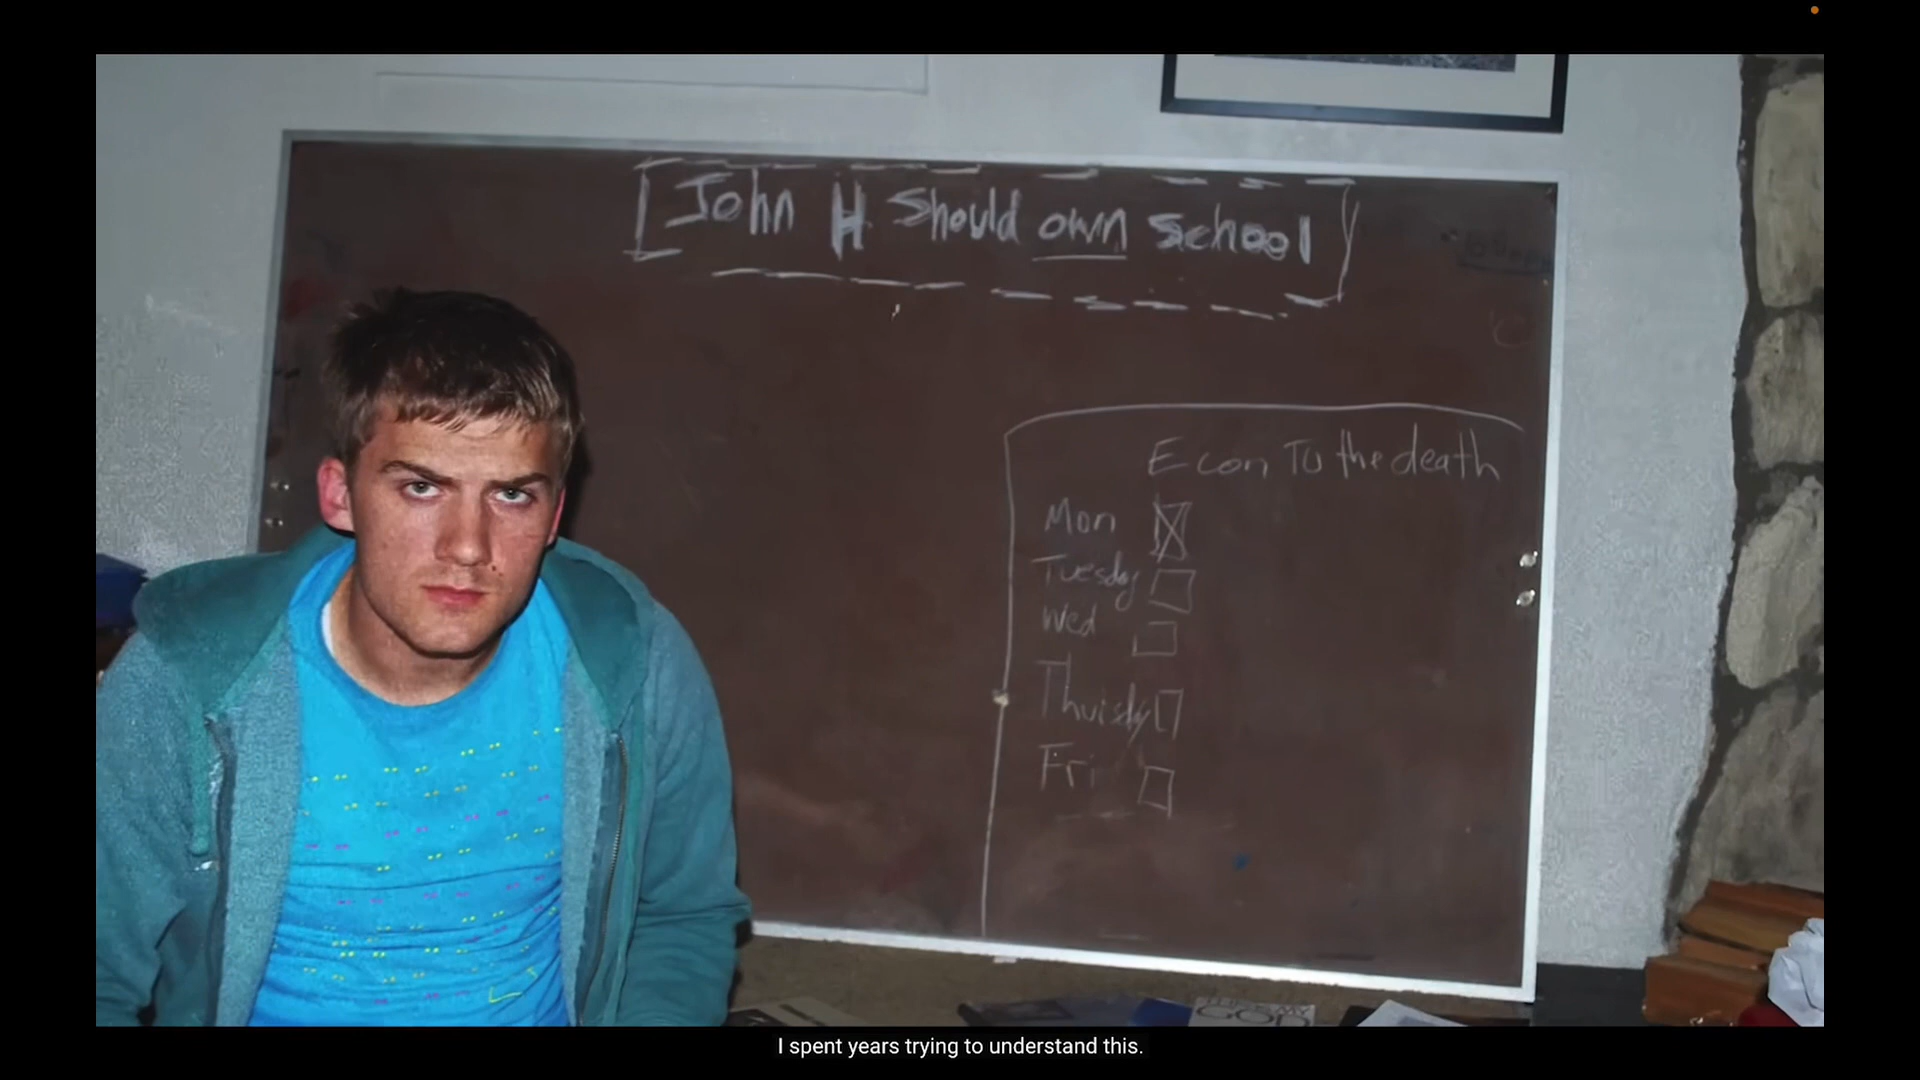 John H Should own school
Econ To the death
Mon
Tuesday
Wed
Thursdy
Fri
GOD
I spent years trying to understand this.